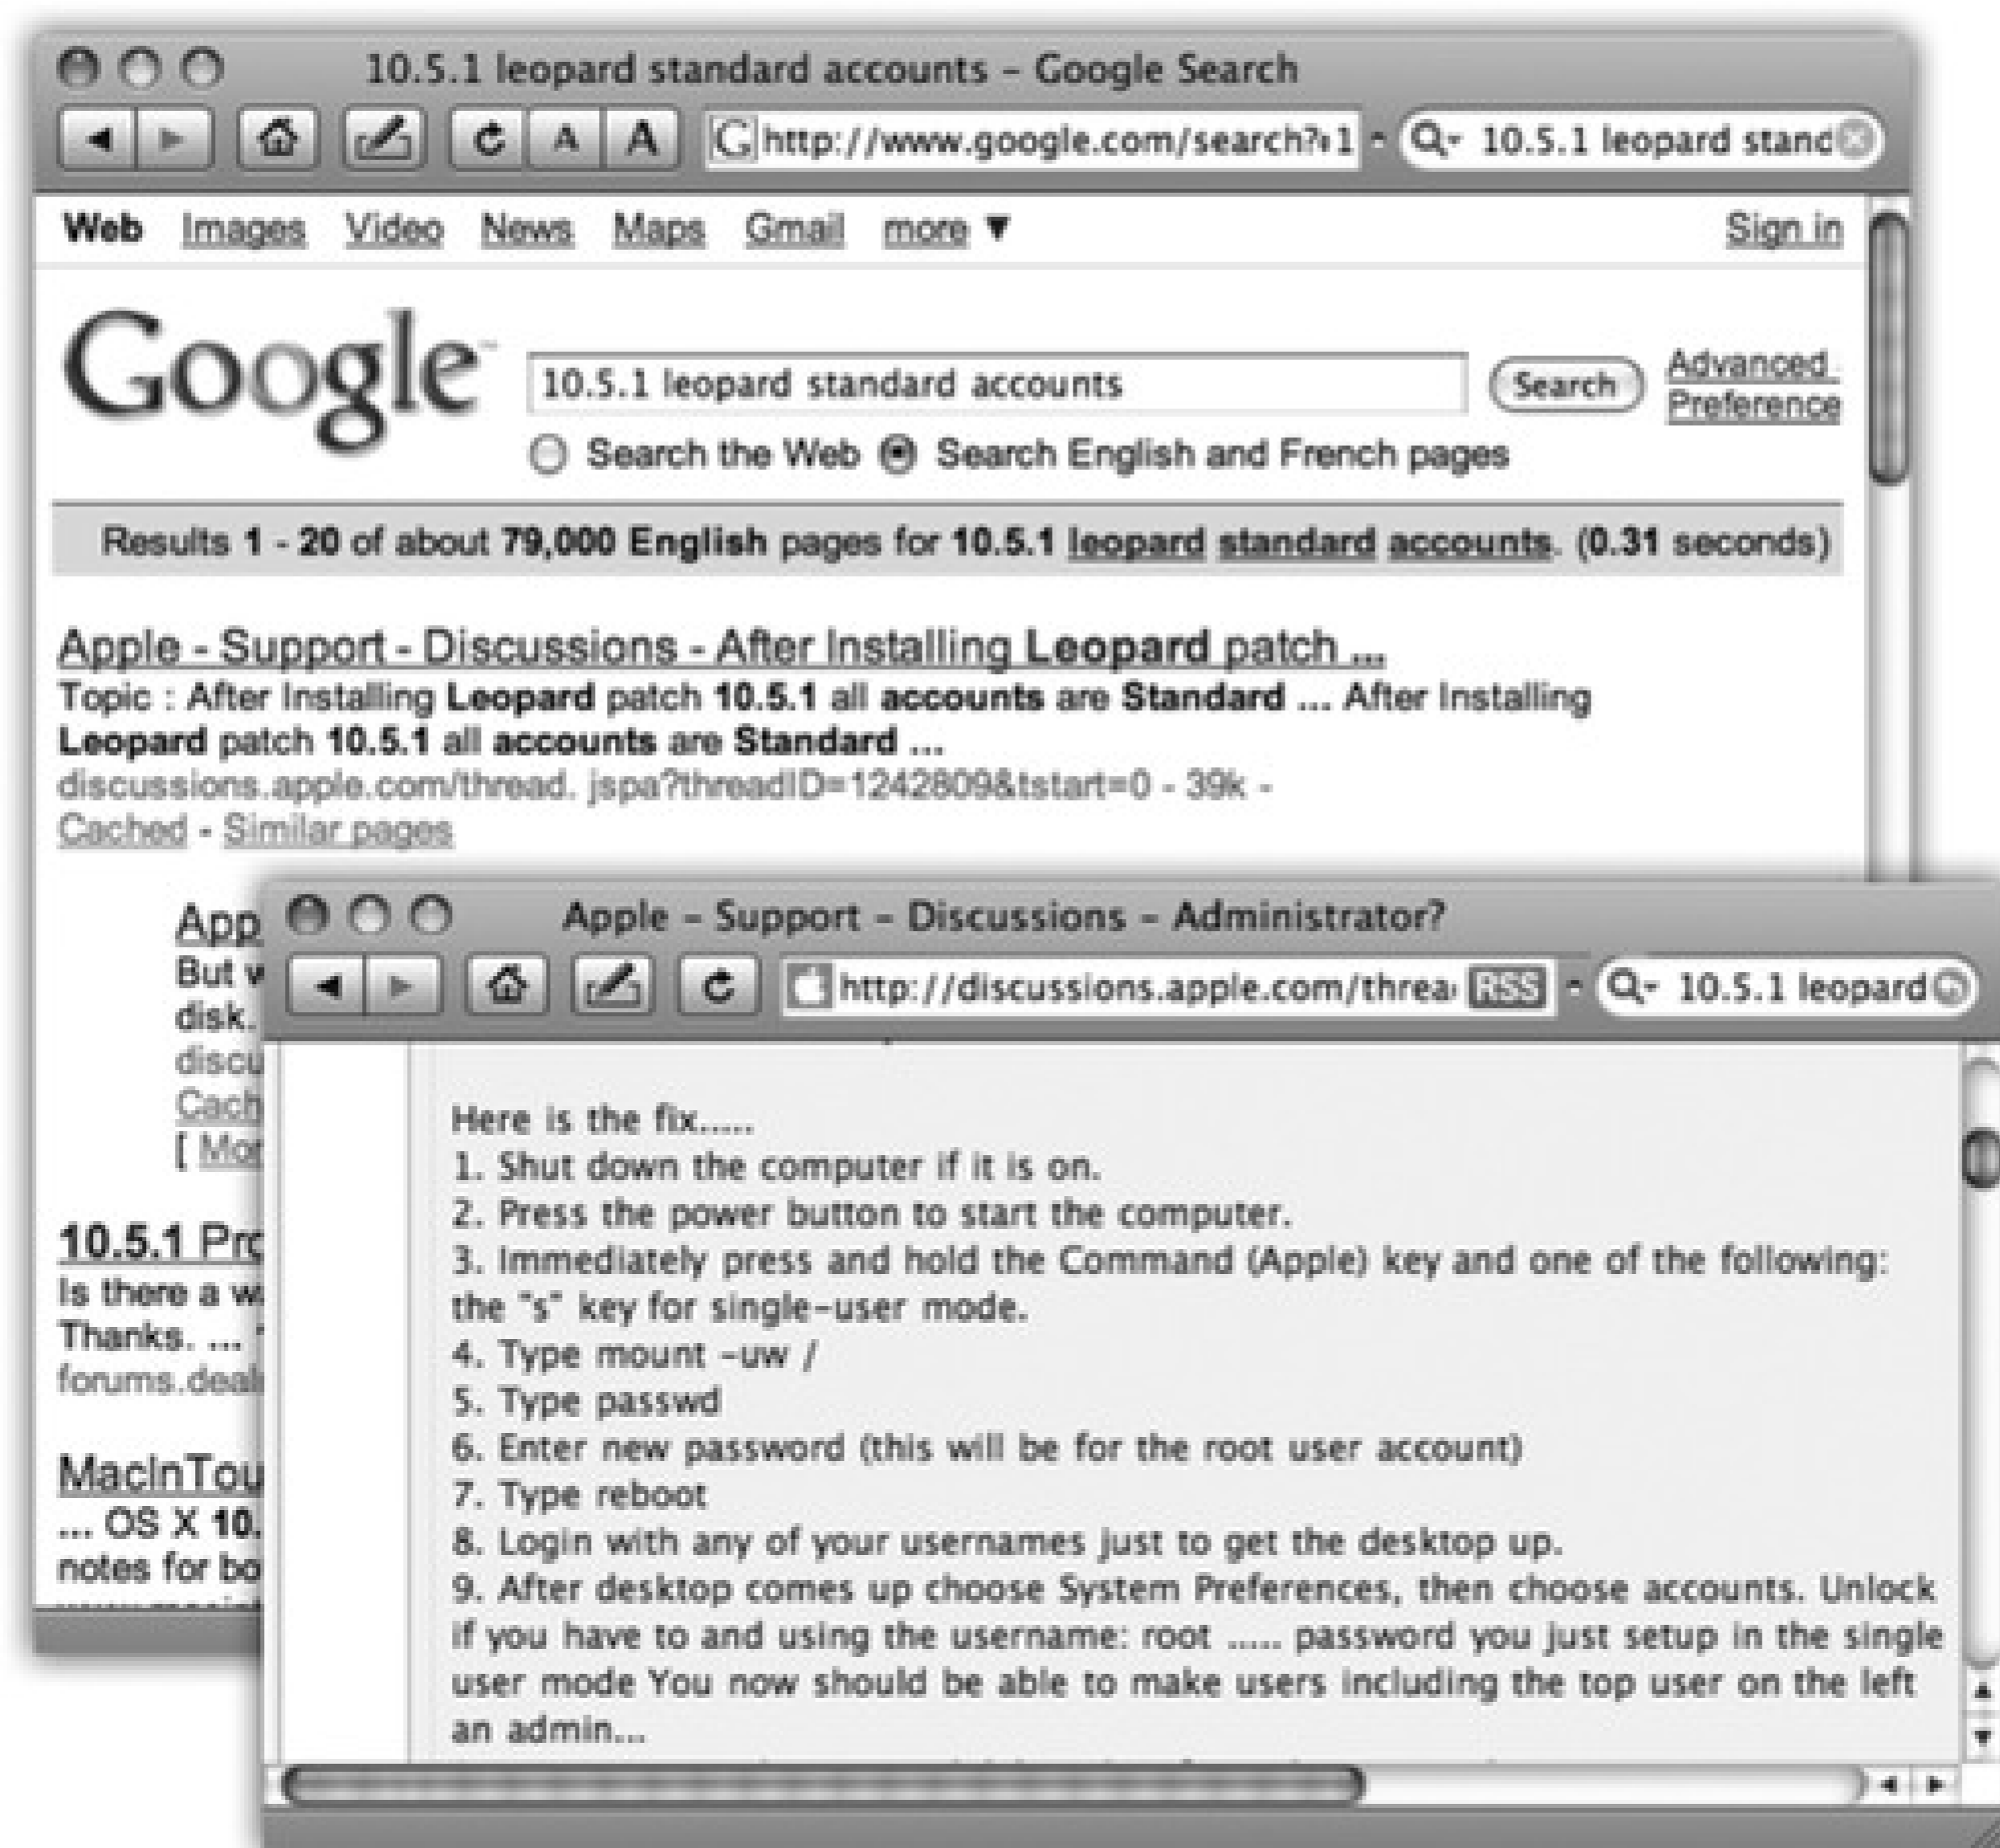 10.5.1 leopard standard accounts – Google Search
A A G http://www.google.com/search? 1 10.5.1 leopard stand
Web Images Video News Maps Gmail more ▼ Sign in
Google™
10.5.1 leopard standard accounts Search Advanced
Preference
Search the Web Search English and French pages
Results 1 - 20 of about 79,000 English pages for 10.5.1 leopard standard accounts. (0.31 seconds)
Apple - Support - Discussions - After Installing Leopard patch ...
Topic : After Installing Leopard patch 10.5.1 all accounts are Standard ... After Installing
Leopard patch 10.5.1 all accounts are Standard ...
discussions.apple.com/thread. jspa?threadID=1242809&tstart=0 - 39k -
Cached - Similar pages
App
But w
disk.
discu
Cach
[ Mor
10.5.1 Pro
Is there a w
Thanks. ...
forums.deal
MacInTou
... OS X 10.
notes for bo
Apple – Support – Discussions – Administrator?
http://discussions.apple.com/threa RSS 10.5.1 leopard
Here is the fix.....
1. Shut down the computer if it is on.
2. Press the power button to start the computer.
3. Immediately press and hold the Command (Apple) key and one of the following:
the "s" key for single-user mode.
4. Type mount -uw /
5. Type passwd
6. Enter new password (this will be for the root user account)
7. Type reboot
8. Login with any of your usernames just to get the desktop up.
9. After desktop comes up choose System Preferences, then choose accounts. Unlock
if you have to and using the username: root ..... password you just setup in the single
user mode You now should be able to make users including the top user on the left
an admin...